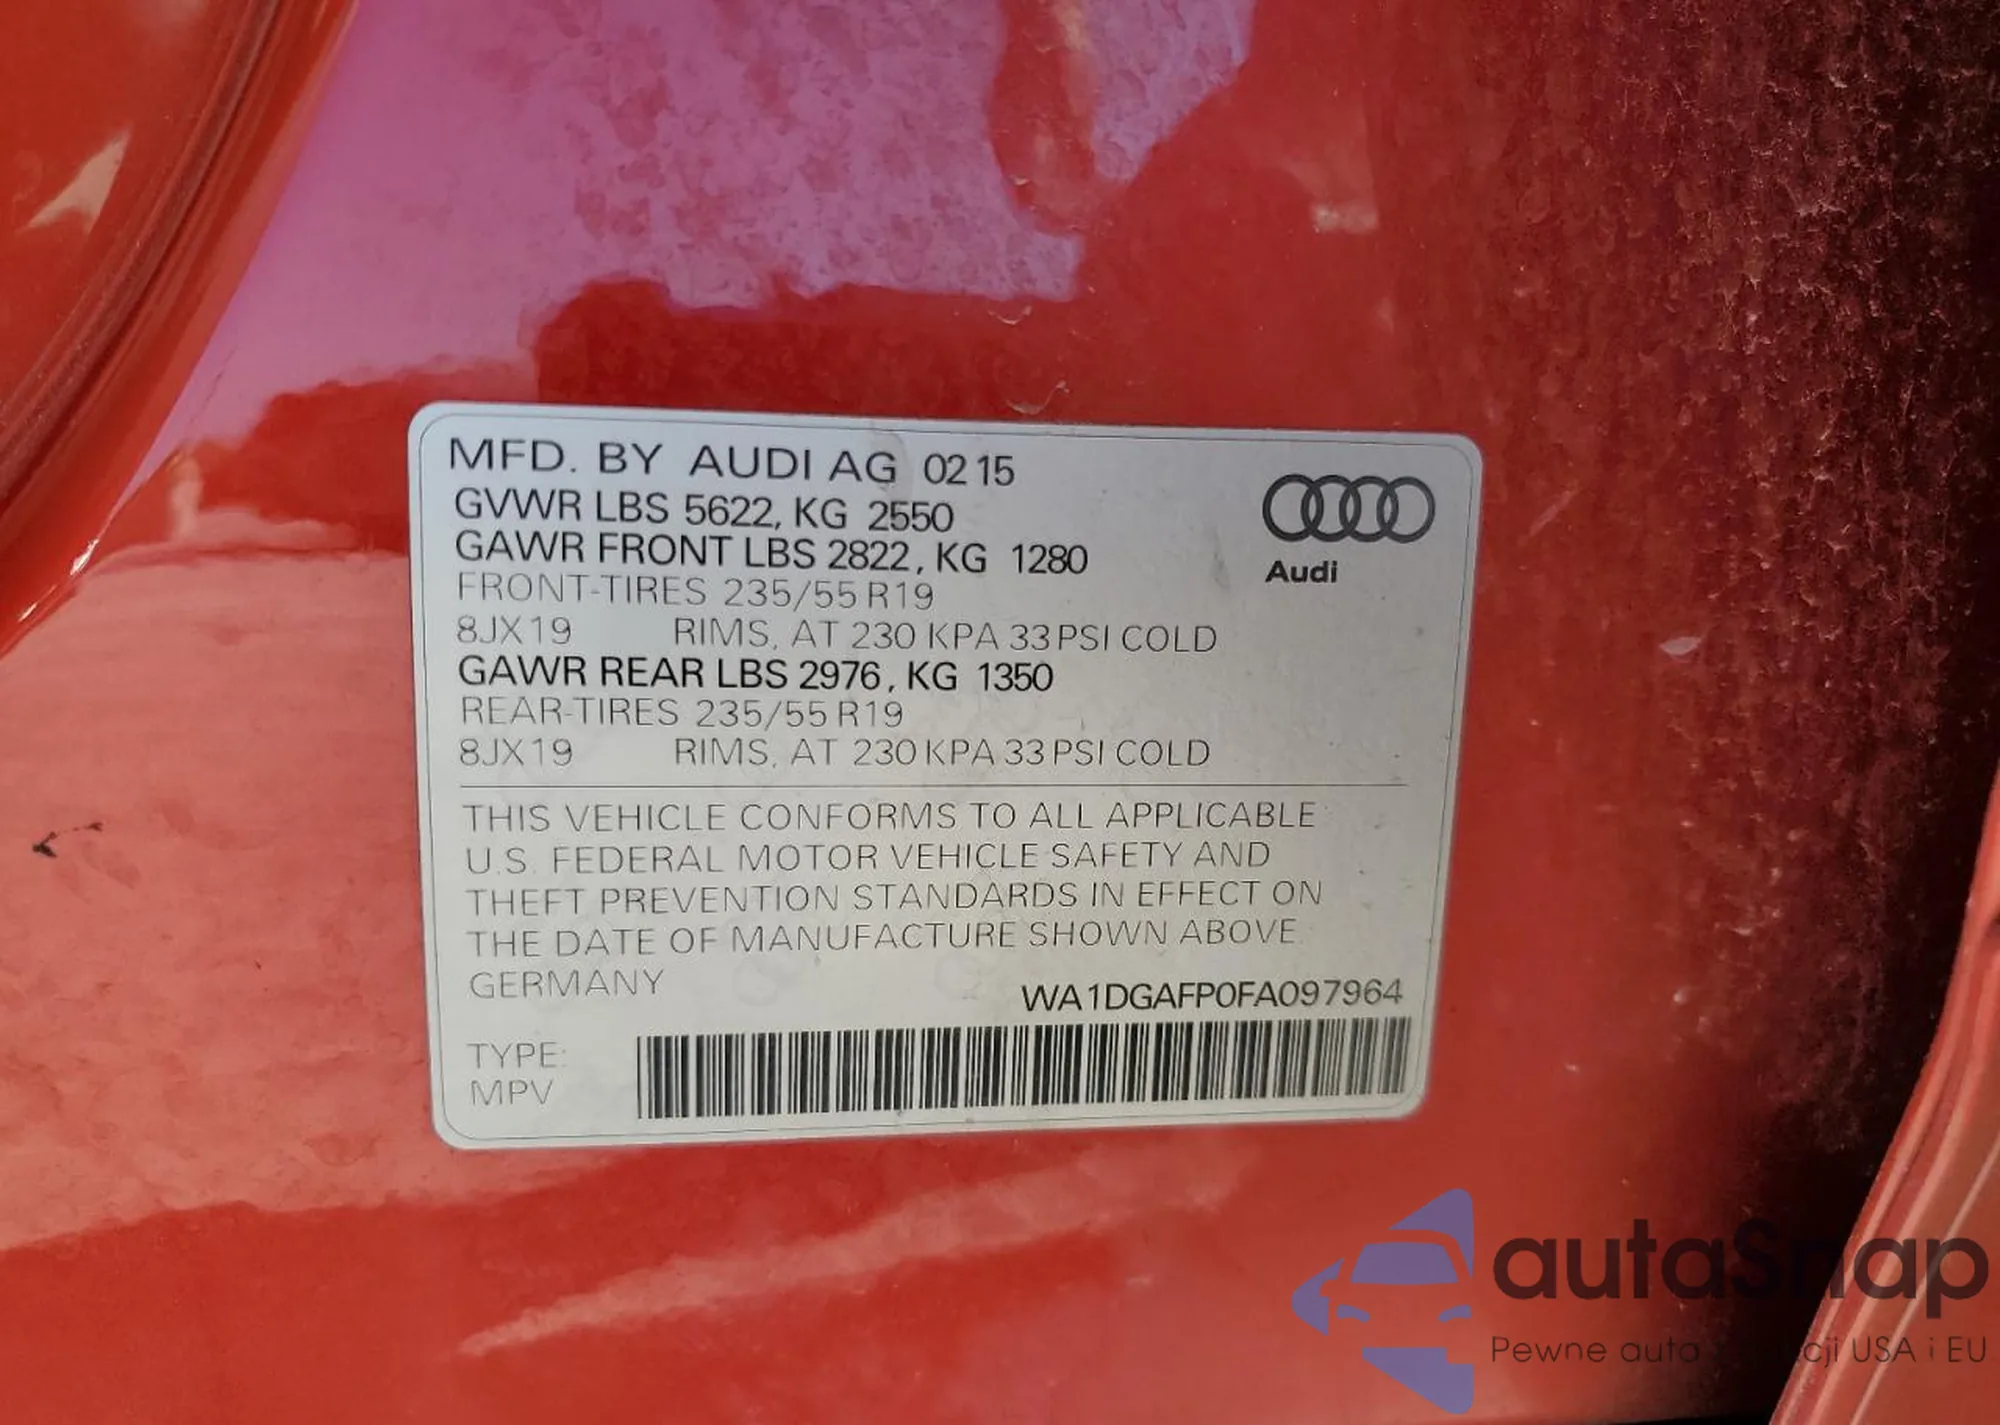 MFD. BY AUDI AG 02 15
GVWR LBS 5622, KG 2550
GAWR FRONT LBS 2822, KG 1280
FRONT-TIRES 235/55 R19
8JX19 RIMS, AT 230 KPA 33 PSI COLD
GAWR REAR LBS 2976, KG 1350
REAR-TIRES 235/55 R19
8JX19 RIMS, AT 230 KPA 33 PSI COLD
Audi
THIS VEHICLE CONFORMS TO ALL APPLICABLE
U.S. FEDERAL MOTOR VEHICLE SAFETY AND
THEFT PREVENTION STANDARDS IN EFFECT ON
THE DATE OF MANUFACTURE SHOWN ABOVE.
GERMANY
WA1DGAFP0FA097964
TYPE:
MPV
autasnap
Pewne auta USA i EU